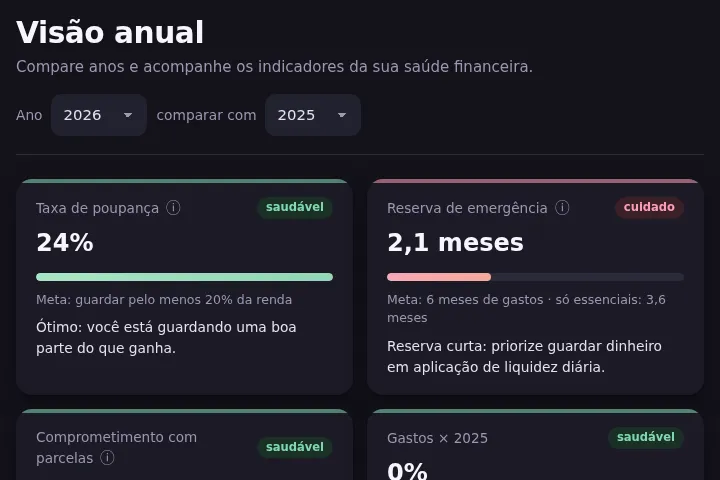 Visão anual
Compare anos e acompanhe os indicadores da sua saúde financeira.
Ano 2026 comparar com 2025
Taxa de poupança ⓘ saudável
24%
Meta: guardar pelo menos 20% da renda
Ótimo: você está guardando uma boa
parte do que ganha.
Reserva de emergência ⓘ cuidado
2,1 meses
Meta: 6 meses de gastos · só essenciais: 3,6
meses
Reserva curta: priorize guardar dinheiro
em aplicação de liquidez diária.
Comprometimento com
parcelas ⓘ saudável
Gastos × 2025 saudável
0%